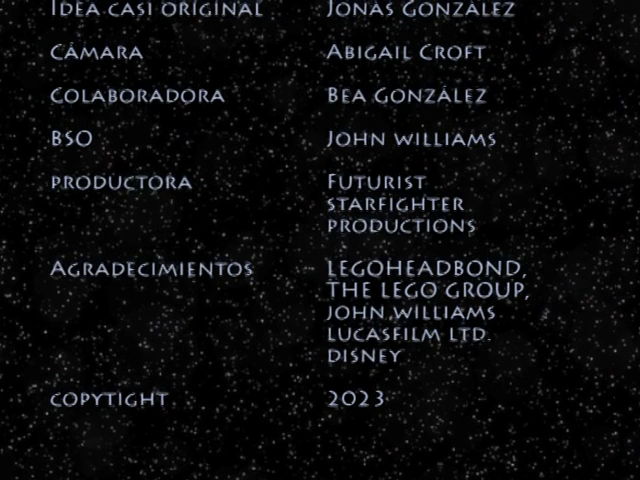 Idea casi original Jonás González
Cámara Abigail Croft
Colaboradora Bea González
BSO John Williams
productora Futurist
starfighter
productions
Agradecimientos LEGOHEADBOND,
THE LEGO GROUP,
JOHN WILLIAMS
LUCASFILM LTD.
DISNEY
copytight 2023